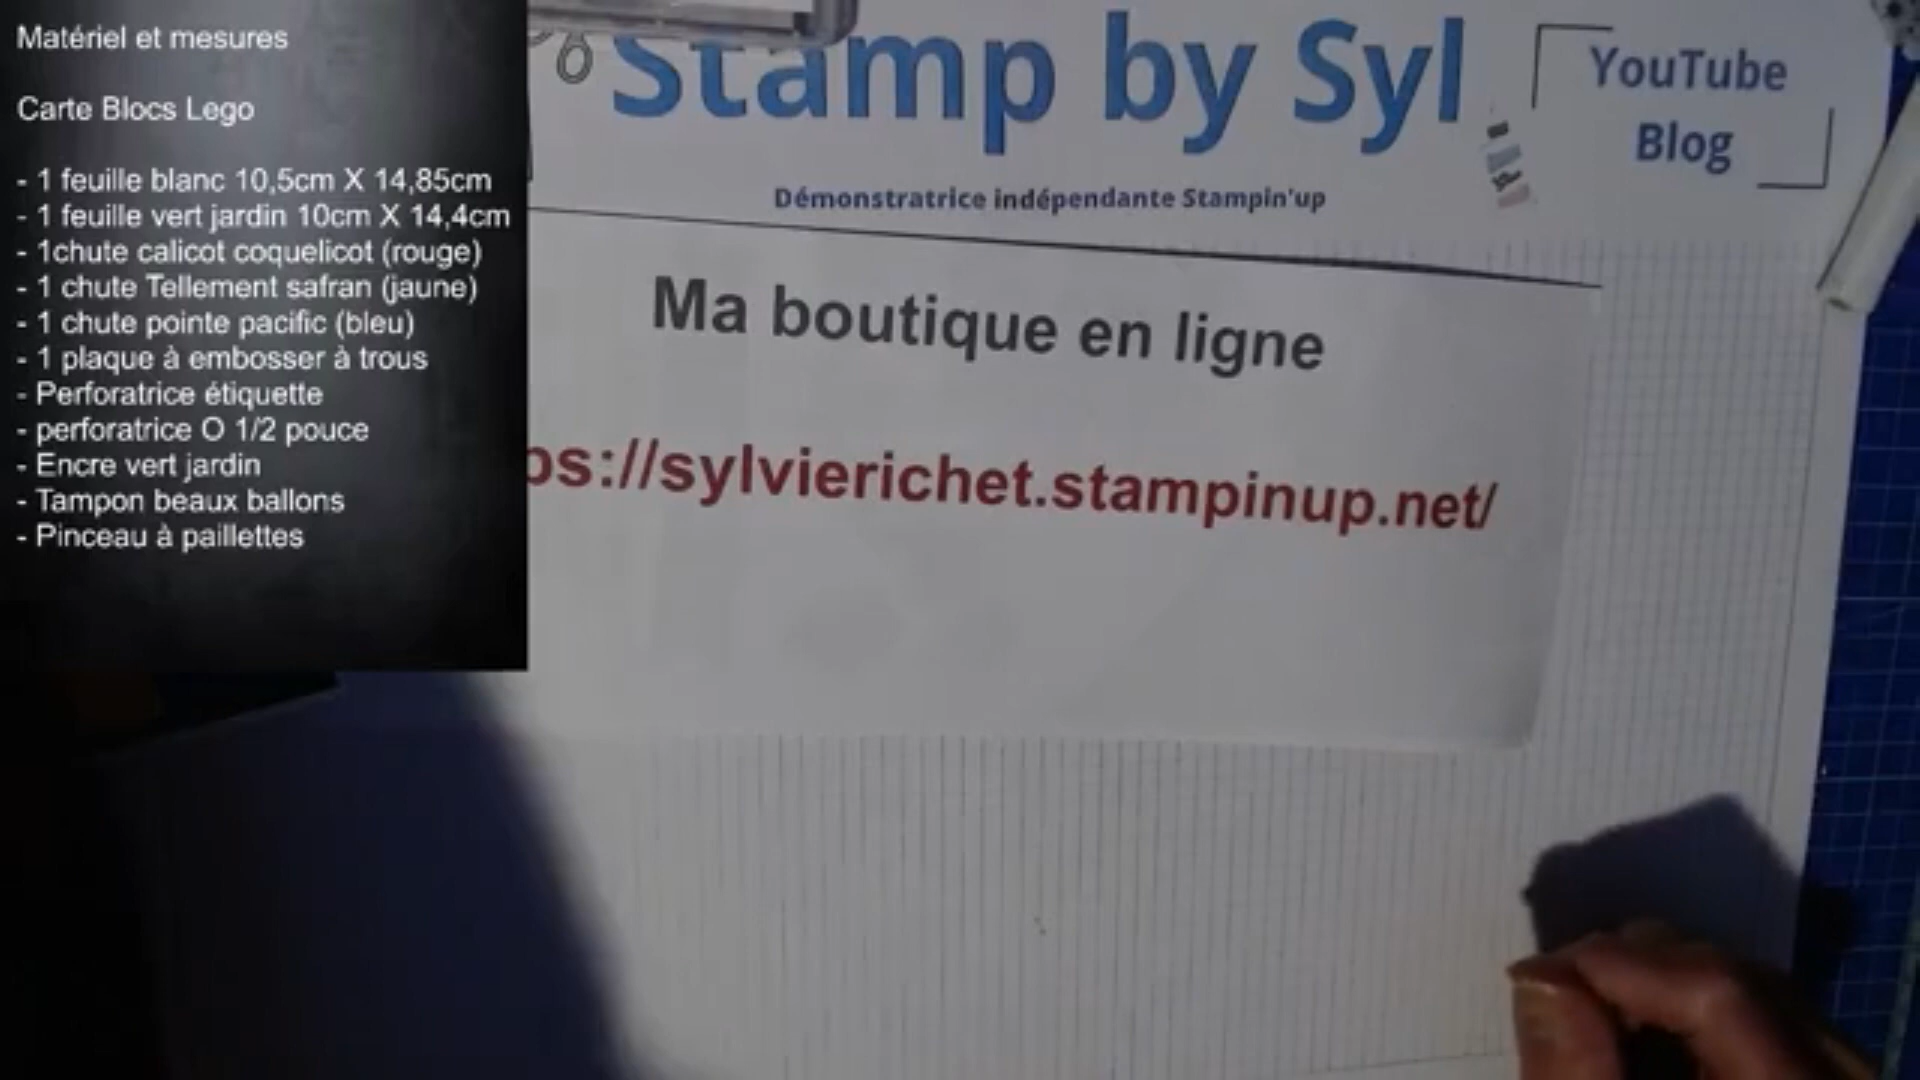 Matériel et mesures
Carte Blocs Lego
- 1 feuille blanc 10,5cm X 14,85cm
- 1 feuille vert jardin 10cm X 14,4cm
- 1chute calicot coquelicot (rouge)
- 1 chute Tellement safran (jaune)
- 1 chute pointe pacific (bleu)
- 1 plaque à embosser à trous
- Perforatrice étiquette
- perforatrice O 1/2 pouce
- Encre vert jardin
- Tampon beaux ballons
- Pinceau à paillettes
Stamp by Syl
YouTube
Blog
Démonstratrice indépendante Stampin'up
Ma boutique en ligne
ps://sylvierichet.stampinup.net/